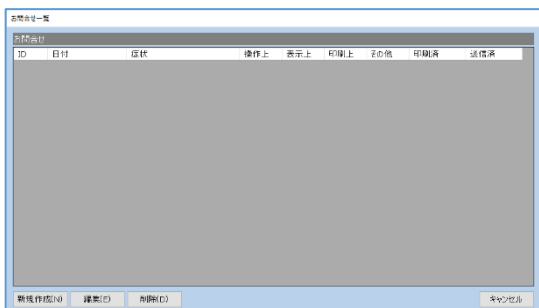 お問合せ一覧
お問合せ
ID 日付 症状 操作上 表示上 印刷上 その他 印刷済 送信済
新規作成(N) 編集(E) 削除(D) キャンセル